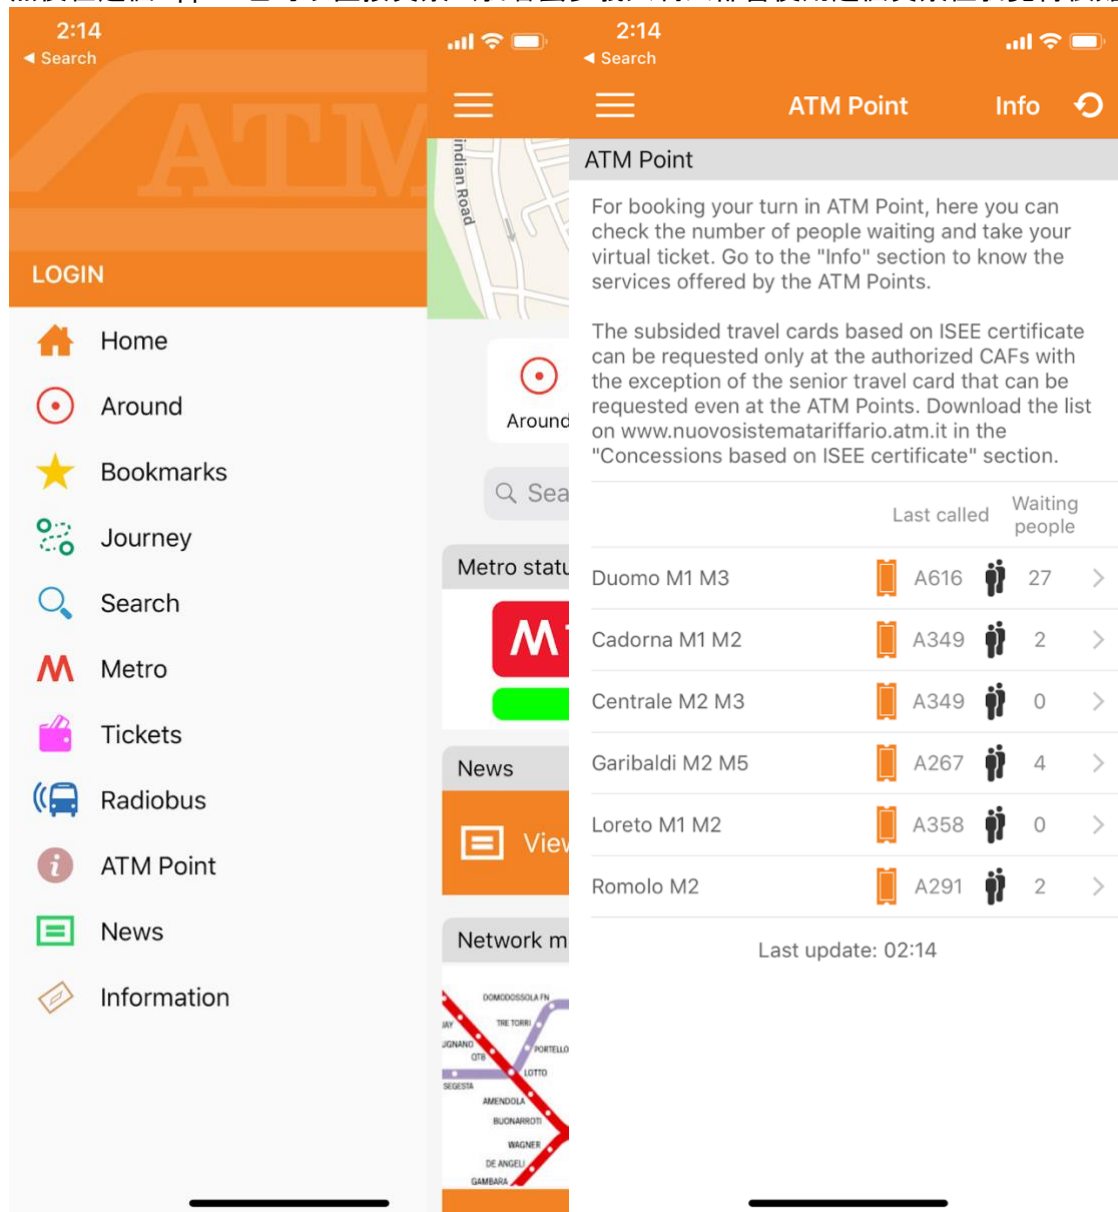 2:14
◄ Search
ATM
LOGIN
Home
Around
Bookmarks
Journey
Search
Metro
Tickets
Radiobus
ATM Point
News
Information
indian Road
Around
Sea
Metro statu
M
News
View
Network m
DOMODOSSOLA FN
TRE TORRI
PORTELLO
QT8
LOTTO
SEGESTA
AMENDOLA
BUONARROTI
WAGNER
DE ANGELI
GAMBARA
2:14
◄ Search
ATM Point Info
ATM Point
For booking your turn in ATM Point, here you can
check the number of people waiting and take your
virtual ticket. Go to the "Info" section to know the
services offered by the ATM Points.
The subsided travel cards based on ISEE certificate
can be requested only at the authorized CAFs with
the exception of the senior travel card that can be
requested even at the ATM Points. Download the list
on www.nuovosistematariffario.atm.it in the
"Concessions based on ISEE certificate" section.
Last called Waiting
people
Duomo M1 M3 A616 27
Cadorna M1 M2 A349 2
Centrale M2 M3 A349 0
Garibaldi M2 M5 A267 4
Loreto M1 M2 A358 0
Romolo M2 A291 2
Last update: 02:14